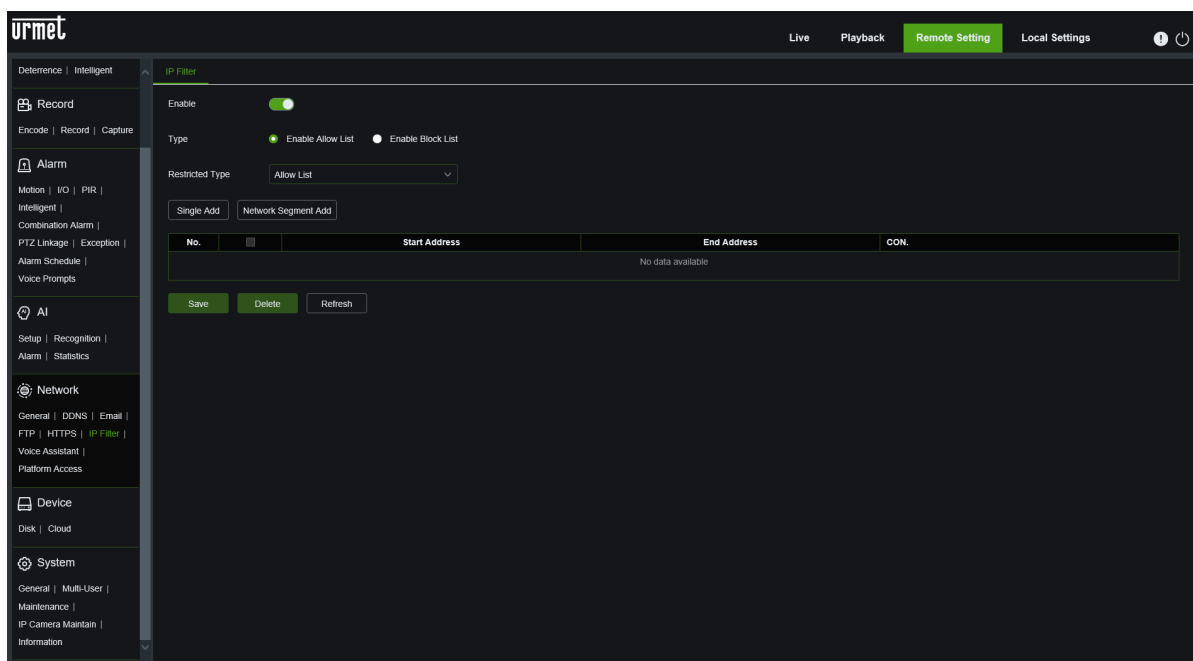 urmet
Live Playback Remote Setting Local Settings
Deterrence | Intelligent
Record
Encode | Record | Capture
Alarm
Motion | I/O | PIR |
Intelligent |
Combination Alarm |
PTZ Linkage | Exception |
Alarm Schedule |
Voice Prompts
AI
Setup | Recognition |
Alarm | Statistics
Network
General | DDNS | Email |
FTP | HTTPS | IP Filter |
Voice Assistant |
Platform Access
Device
Disk | Cloud
System
General | Multi-User |
Maintenance |
IP Camera Maintain |
Information
IP Filter
Enable
Type Enable Allow List Enable Block List
Restricted Type Allow List
Single Add Network Segment Add
No. Start Address End Address CON.
No data available
Save Delete Refresh